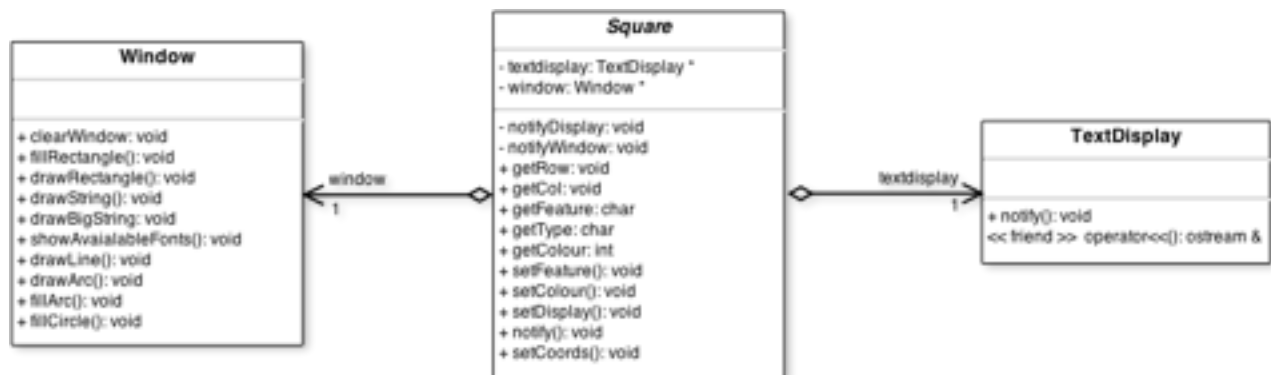 Window
+ clearWindow: void
+ fillRectangle(): void
+ drawRectangle(): void
+ drawString(): void
+ drawBigString: void
+ showAvaialableFonts(): void
+ drawLine(): void
+ drawArc(): void
+ fillArc(): void
+ fillCircle(): void
window
1
Square
- textdisplay: TextDisplay *
- window: Window *
- notifyDisplay: void
- notifyWindow: void
+ getRow: void
+ getCol: void
+ getFeature: char
+ getType: char
+ getColour: int
+ setFeature(): void
+ setColour(): void
+ setDisplay(): void
+ notify(): void
+ setCoords(): void
textdisplay
1
TextDisplay
+ notify(): void
<< friend >> operator<<(): ostream &